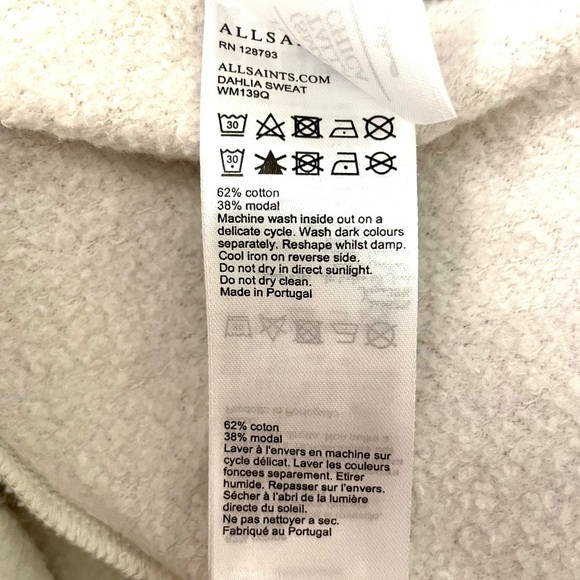 ALLSA
RN 128793
ALLSAINTS.COM
DAHLIA SWEAT
WM139Q
30
30
62% cotton
38% modal
Machine wash inside out on a
delicate cycle. Wash dark colours
separately. Reshape whilst damp.
Cool iron on reverse side.
Do not dry in direct sunlight.
Do not dry clean.
Made in Portugal
62% coton
38% modal
Laver à l'envers en machine sur
cycle délicat. Laver les couleurs
foncees separement. Etirer
humide. Repasser sur l'envers.
Sécher à l'abri de la lumière
directe du soleil.
Ne pas nettoyer a sec.
Fabriqué au Portugal